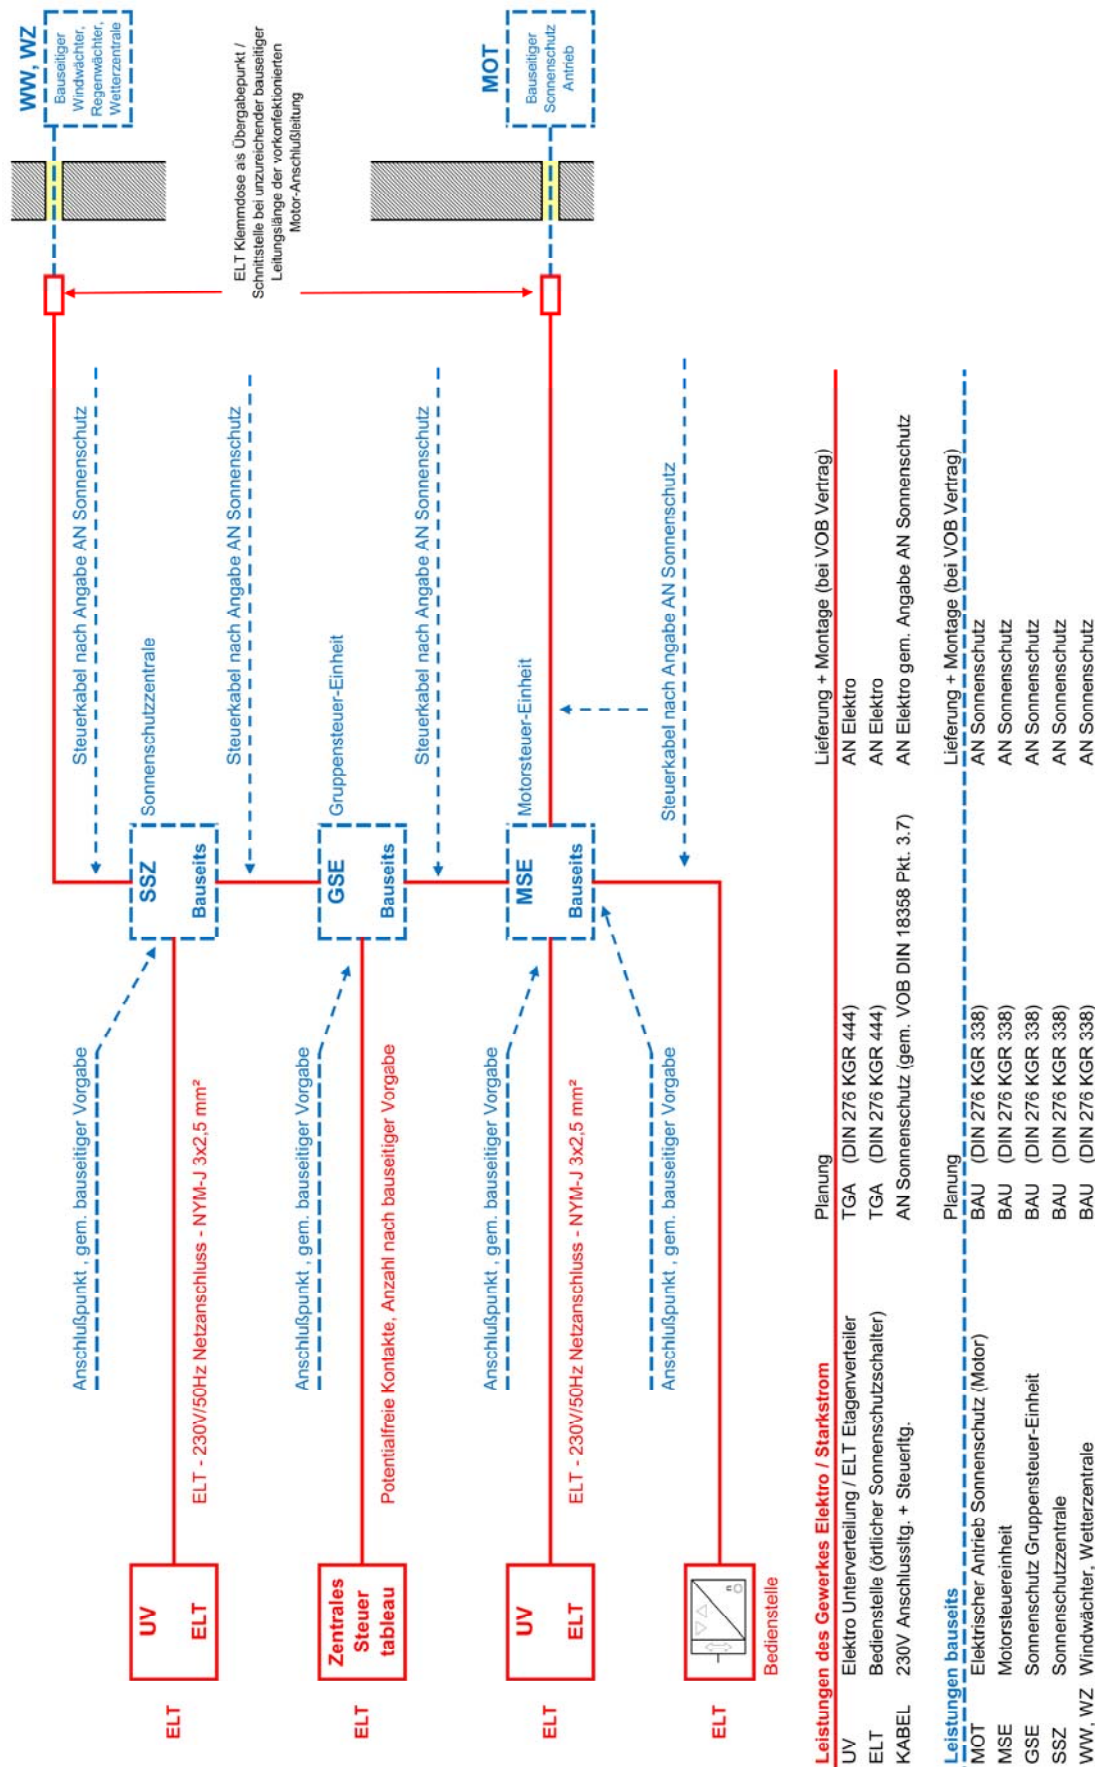 WW, WZ
Bauseitiger
Windwächter,
Regenwächter,
Wetterzentrale
ELT Klemmdose als Übergabepunkt /
Schnittstelle bei unzureichender bauseitiger
Leitungslänge der vorkonfektionierten
Motor-Anschlußleitung
MOT
Bauseitiger
Sonnenschutz
Antrieb
Steuerkabel nach Angabe AN Sonnenschutz
Sonnenschutzzentrale
SSZ
Bauseits
Anschlußpunkt , gem. bauseitiger Vorgabe
ELT - 230V/50Hz Netzanschluss - NYM-J 3x2,5 mm²
UV
ELT
ELT
Steuerkabel nach Angabe AN Sonnenschutz
Gruppensteuer-Einheit
GSE
Bauseits
Anschlußpunkt , gem. bauseitiger Vorgabe
Potentialfreie Kontakte, Anzahl nach bauseitiger Vorgabe
Zentrales
Steuer
tableau
ELT
Steuerkabel nach Angabe AN Sonnenschutz
Motorsteuer-Einheit
MSE
Bauseits
Anschlußpunkt , gem. bauseitiger Vorgabe
ELT - 230V/50Hz Netzanschluss - NYM-J 3x2,5 mm²
UV
ELT
ELT
Steuerkabel nach Angabe AN Sonnenschutz
Anschlußpunkt , gem. bauseitiger Vorgabe
Bedienstelle
ELT
Leistungen des Gewerkes Elektro / Starkstrom Planung Lieferung + Montage (bei VOB Vertrag)
UV Elektro Unterverteilung / ELT Etagenverteiler TGA (DIN 276 KGR 444) AN Elektro
ELT Bedienstelle (örtlicher Sonnenschutzschalter) TGA (DIN 276 KGR 444) AN Elektro
KABEL 230V Anschlussltg. + Steuerltg. AN Sonnenschutz (gem. VOB DIN 18358 Pkt. 3.7) AN Elektro gem. Angabe AN Sonnenschutz
Leistungen bauseits Planung Lieferung + Montage (bei VOB Vertrag)
MOT Elektrischer Antrieb Sonnenschutz (Motor) BAU (DIN 276 KGR 338) AN Sonnenschutz
MSE Motorsteuereinheit BAU (DIN 276 KGR 338) AN Sonnenschutz
GSE Sonnenschutz Gruppensteuer-Einheit BAU (DIN 276 KGR 338) AN Sonnenschutz
SSZ Sonnenschutzzentrale BAU (DIN 276 KGR 338) AN Sonnenschutz
WW, WZ Windwächter, Wetterzentrale BAU (DIN 276 KGR 338) AN Sonnenschutz